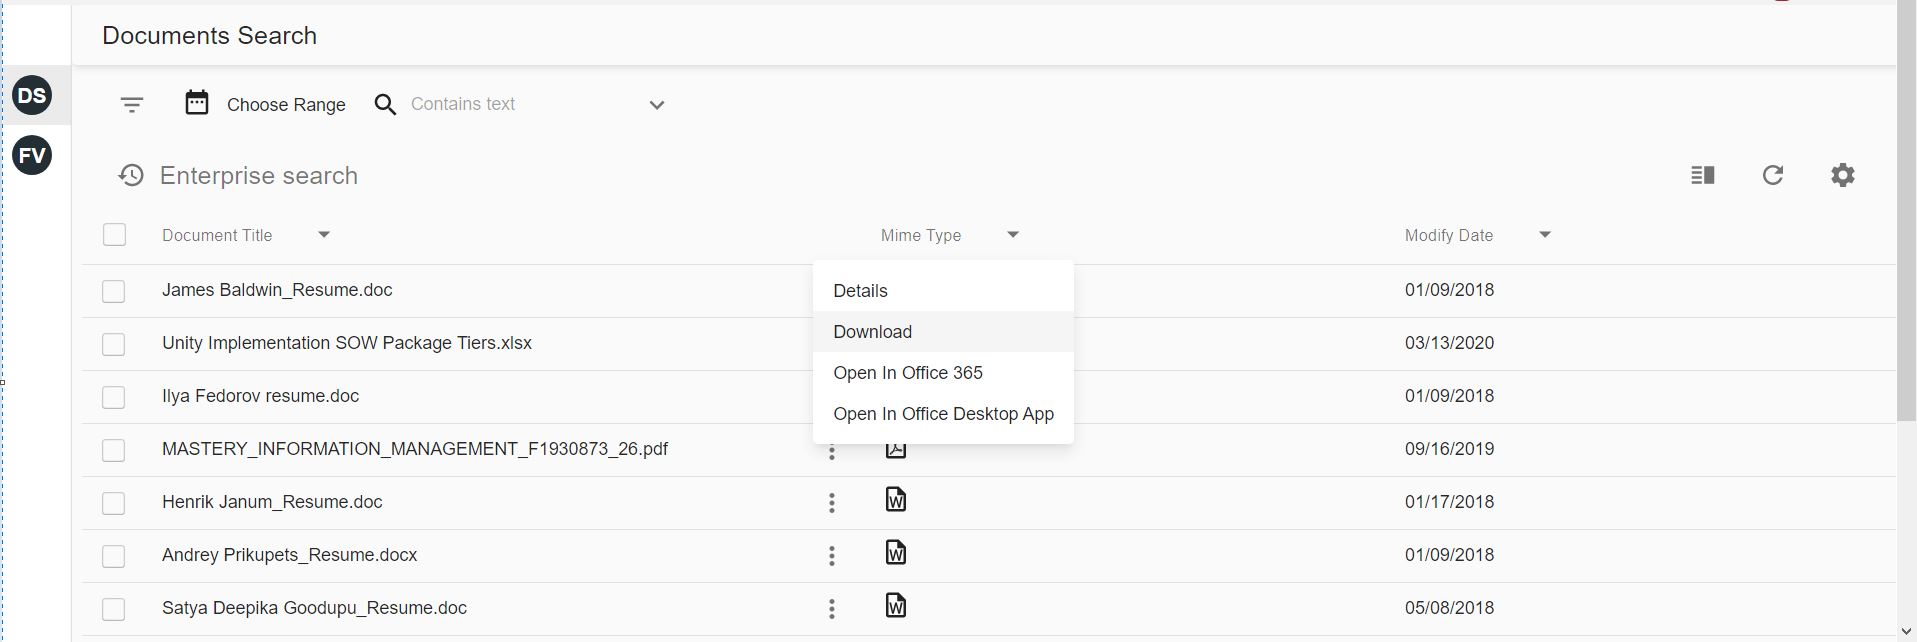 Documents Search
DS
Choose Range
Contains text
FV
Enterprise search
Document Title
Mime Type
Modify Date
James Baldwin_Resume.doc
Details
01/09/2018
Download
Unity Implementation SOW Package Tiers.xlsx
03/13/2020
Open In Office 365
Ilya Fedorov resume.doc
01/09/2018
Open In Office Desktop App
MASTERY_INFORMATION_MANAGEMENT_F1930873_26.pdf
09/16/2019
Henrik Janum_Resume.doc
W
01/17/2018
Andrey Prikupets_Resume.docx
W
01/09/2018
Satya Deepika Goodupu_Resume.doc
W
05/08/2018